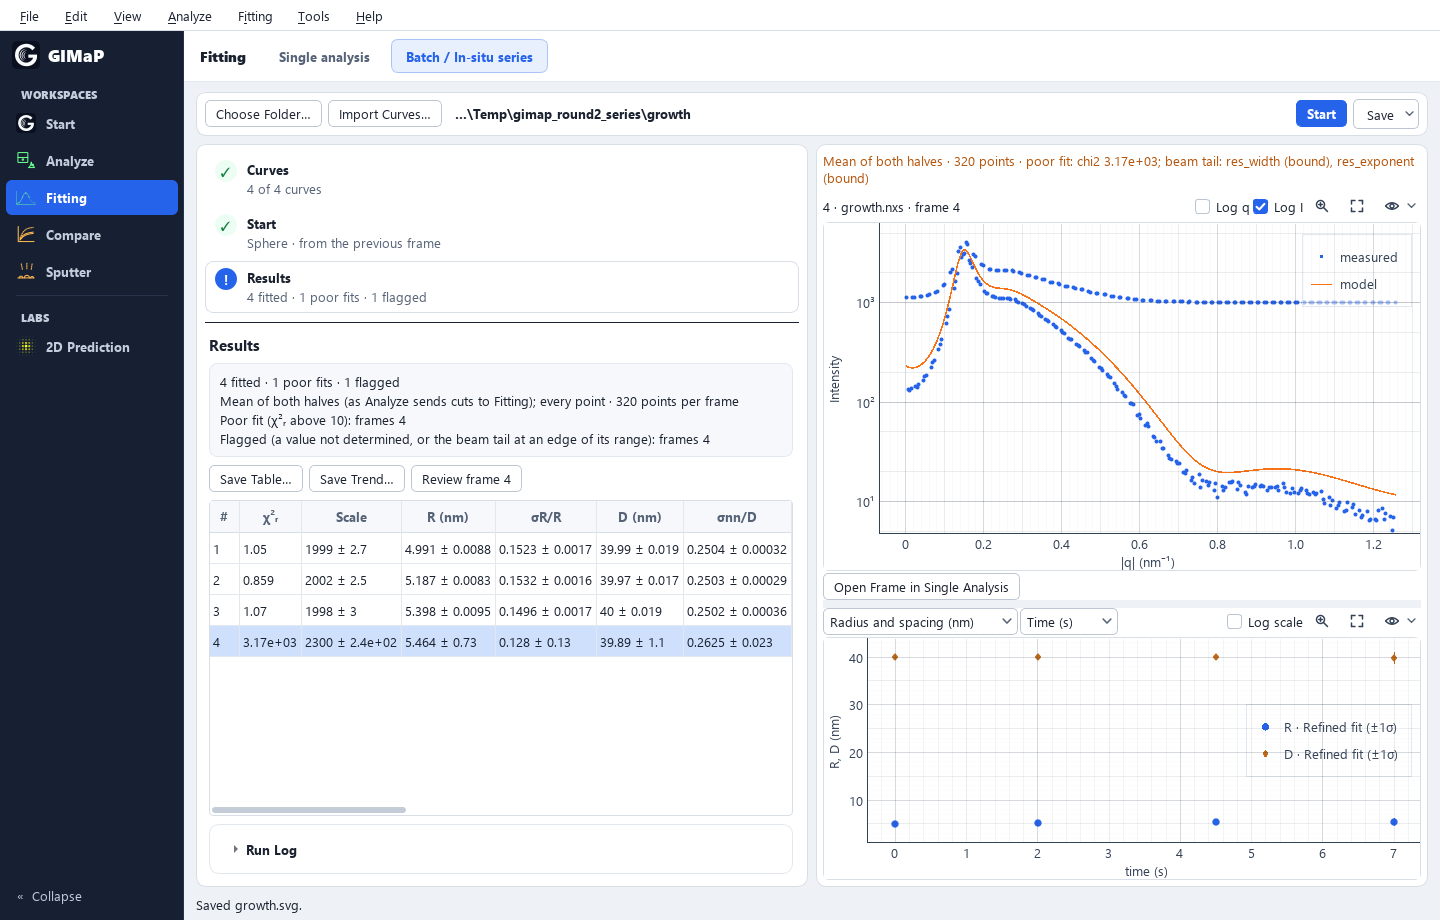 File Edit View Analyze Fitting Tools Help
GIMaP
WORKSPACES
Start
Analyze
Fitting
Compare
Sputter
LABS
2D Prediction
« Collapse
Fitting Single analysis Batch / In-situ series
Choose Folder... Import Curves... ...\Temp\gimap_round2_series\growth Start Save
Curves
4 of 4 curves
Start
Sphere · from the previous frame
Results
4 fitted · 1 poor fits · 1 flagged
Results
4 fitted · 1 poor fits · 1 flagged
Mean of both halves (as Analyze sends cuts to Fitting); every point · 320 points per frame
Poor fit (χ²ᵣ above 10): frames 4
Flagged (a value not determined, or the beam tail at an edge of its range): frames 4
Save Table... Save Trend... Review frame 4
# χ²ᵣ Scale R (nm) σR/R D (nm) σnn/D
1 1.05 1999 ± 2.7 4.991 ± 0.0088 0.1523 ± 0.0017 39.99 ± 0.019 0.2504 ± 0.00032
2 0.859 2002 ± 2.5 5.187 ± 0.0083 0.1532 ± 0.0016 39.97 ± 0.017 0.2503 ± 0.00029
3 1.07 1998 ± 3 5.398 ± 0.0095 0.1496 ± 0.0017 40 ± 0.019 0.2502 ± 0.00036
4 3.17e+03 2300 ± 2.4e+02 5.464 ± 0.73 0.128 ± 0.13 39.89 ± 1.1 0.2625 ± 0.023
Run Log
Saved growth.svg.
Mean of both halves · 320 points · poor fit: chi2 3.17e+03; beam tail: res_width (bound), res_exponent
(bound)
4 · growth.nxs · frame 4 Log q Log I
measured
model
Intensity
10³
10²
10¹
0 0.2 0.4 0.6 0.8 1.0 1.2
|q| (nm⁻¹)
Open Frame in Single Analysis
Radius and spacing (nm) Time (s) Log scale
R, D (nm)
40
30
20
10
R · Refined fit (±1σ)
D · Refined fit (±1σ)
0 1 2 3 4 5 6 7
time (s)